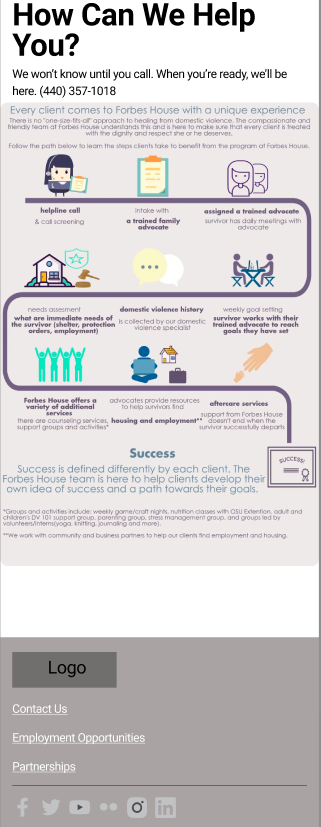 How Can We Help
You?
We won't know until you call. When you're ready, we'll be
here. (440) 357-1018
Every client comes to Forbes House with a unique experience
There is no "one-size-fits-all" approach to healing from domestic violence. The compassionate and
friendly team at Forbes House understands this and is here to make sure that every client is treated
with the dignity and respect she or he deserves.
Follow the path below to learn the steps clients take to benefit from the program at Forbes House.
helpline call
& call screening
intake with
a trained family
advocate
assigned a trained advocate
survivor has daily meetings with
advocate
needs assesment
what are immediate needs of
the survivor (shelter, protection
orders, employment)
domestic violence history
is collected by our domestic
violence specialist
weekly goal setting
survivor works with their
trained advocate to reach
goals they have set
Forbes House offers a
variety of additional
services
there are counseling services,
support groups and activities*
advocates provide resources
to help survivors find
housing and employment**
aftercare services
support from Forbes House
doesn't end when the
survivor successfully departs
Success
SUCCESS!
Success is defined differently by each client. The
Forbes House team is here to help clients develop their
own idea of success and a path towards their goals.
*Groups and activities include: weekly game/craft nights, nutrition classes with OSU Extention, adult and
children's DV 101 support group, parenting group, stress management group, and groups led by
volunteers/interns(yoga, knitting, journaling and more).
**We work with community and business partners to help our clients find employment and housing.
Logo
Contact Us
Employment Opportunities
Partnerships